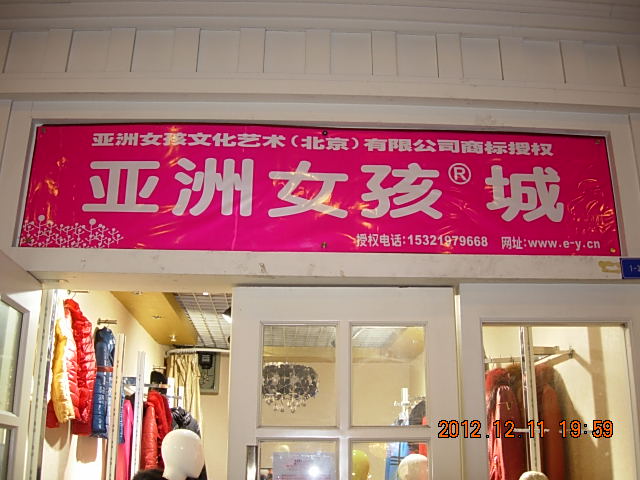 亚洲女孩文化艺术（北京）有限公司商标授权
亚洲女孩® 城
授权电话:15321979668 网址:www.e-y.cn
2012.12.11 19:59